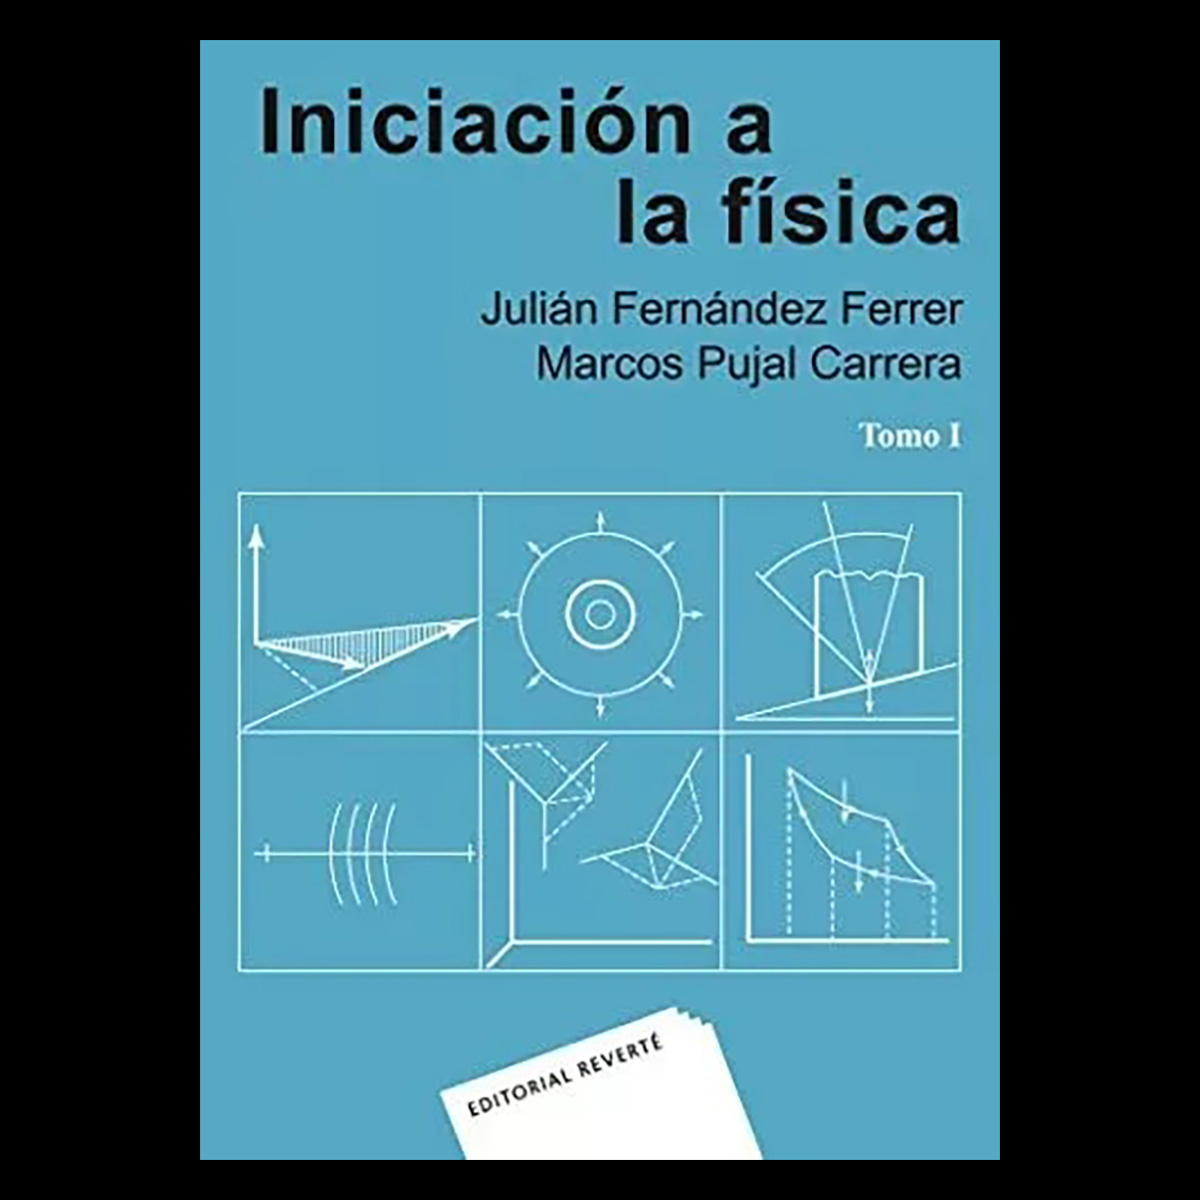 Iniciación a
la física
Julián Fernández Ferrer
Marcos Pujal Carrera
Tomo I
EDITORIAL REVERTÉ